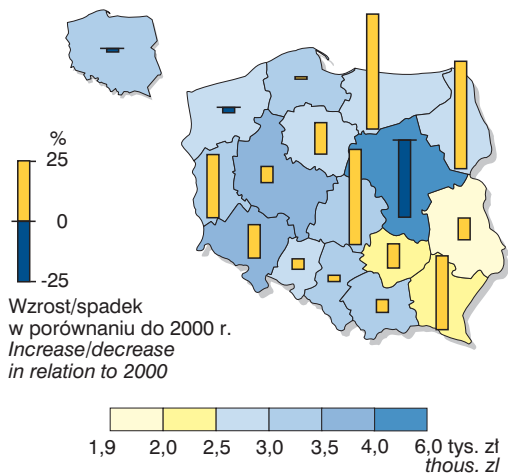 %
25
0
-25
Wzrost/spadek
w porównaniu do 2000 r.
Increase/decrease
in relation to 2000
1,9 2,0 2,5 3,0 3,5 4,0 6,0 tys. zł
thous. zl